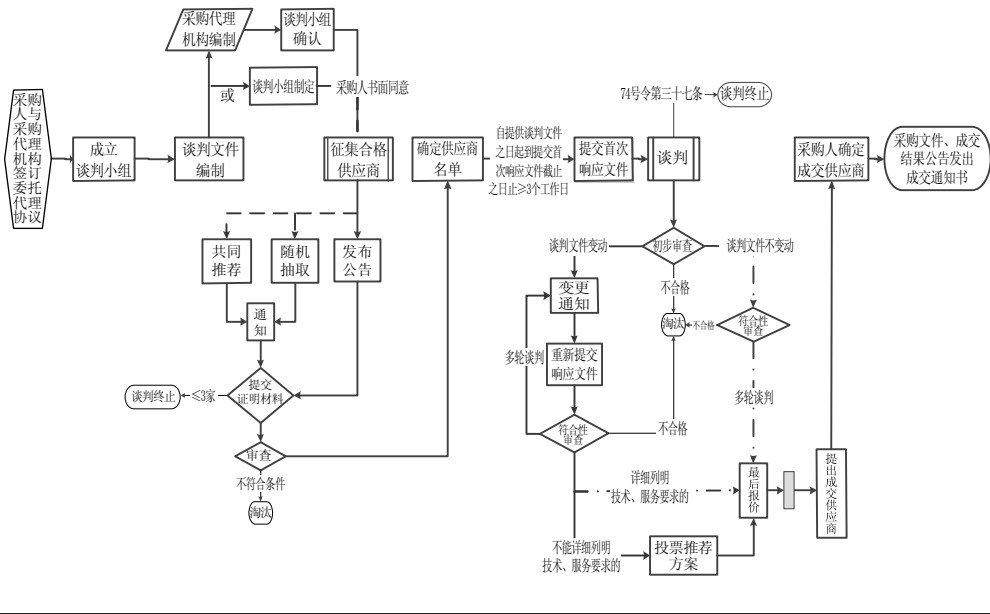 采购
人与
采购
代理
机构
签订
委托
代理
协议
成立
谈判小组
谈判文件
编制
采购代理
机构编制
谈判小组
确认
或
谈判小组制定
采购人书面同意
征集合格
供应商
共同
推荐
随机
抽取
发布
公告
通
知
提交
证明材料
≤3家
谈判终止
审查
不符合条件
淘汰
确定供应商
名单
自提供谈判文件
之日起到提交首
次响应文件截止
之日止≥3个工作日
提交首次
响应文件
谈判
74号令第三十七条
谈判终止
初步审查
谈判文件变动
谈判文件不变动
不合格
淘汰
不合格
符合性
审查
变更
通知
多轮谈判
重新提交
响应文件
符合性
审查
不合格
多轮谈判
详细列明
技术、服务要求的
不能详细列明
技术、服务要求的
投票推荐
方案
最
后
报
价
提
出
成
交
供
应
商
采购人确定
成交供应商
采购文件、成交
结果公告发出
成交通知书